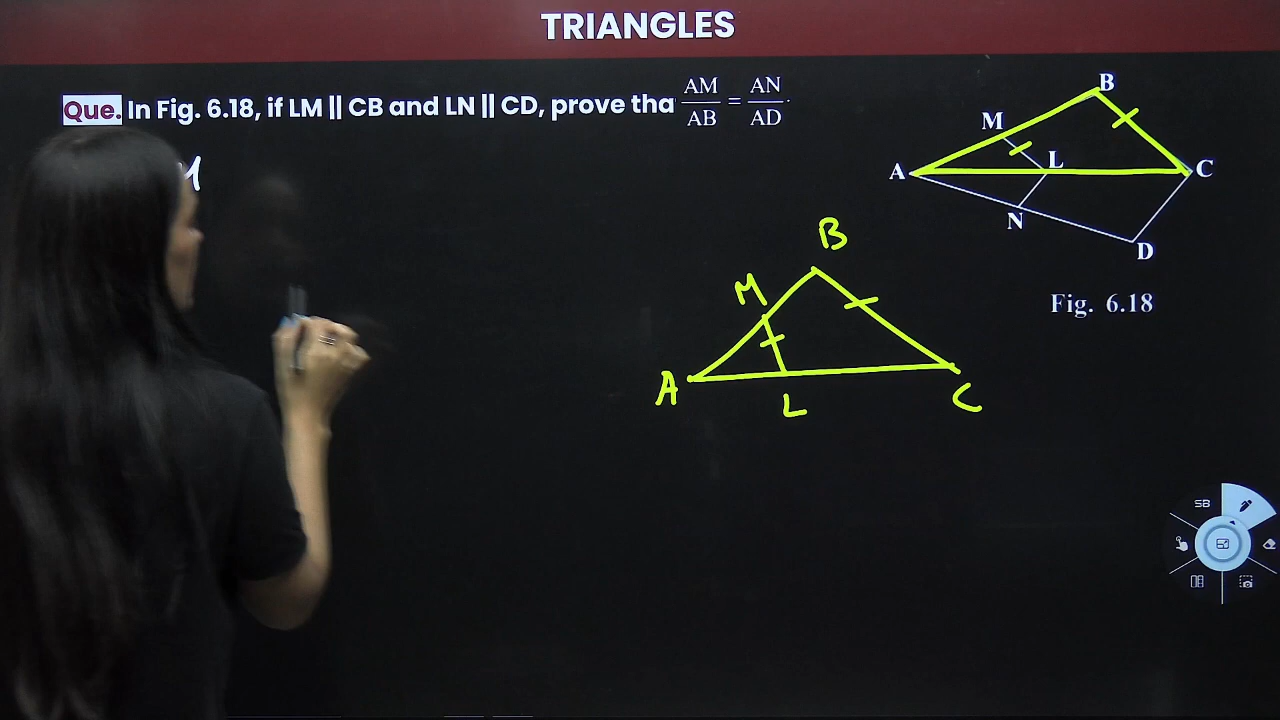 TRIANGLES
Que. In Fig. 6.18, if LM || CB and LN || CD, prove tha AM/AB = AN/AD.
B
M
L
A
C
N
D
Fig. 6.18
B
M
A
L
C
SB